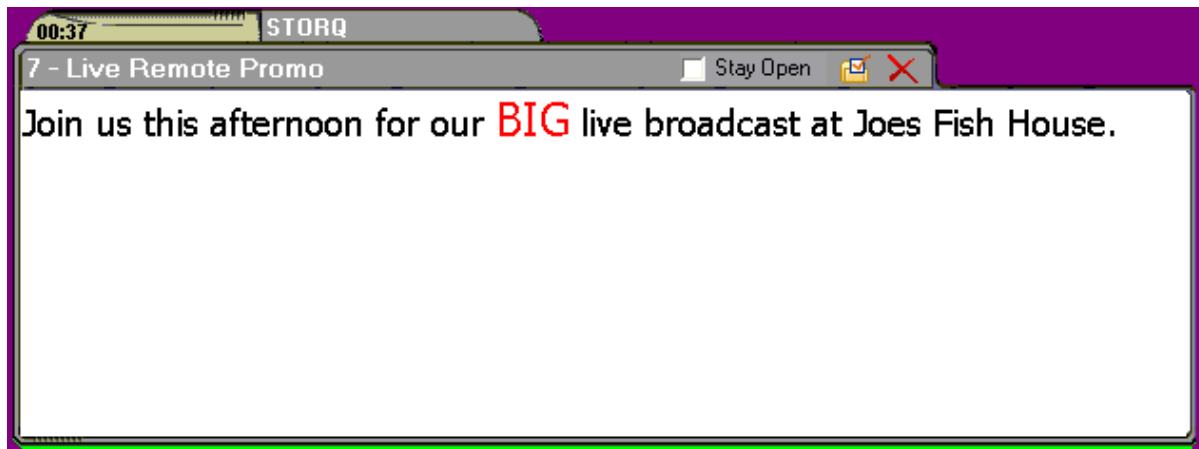 00:37 STORQ
7 - Live Remote Promo Stay Open
Join us this afternoon for our BIG live broadcast at Joes Fish House.